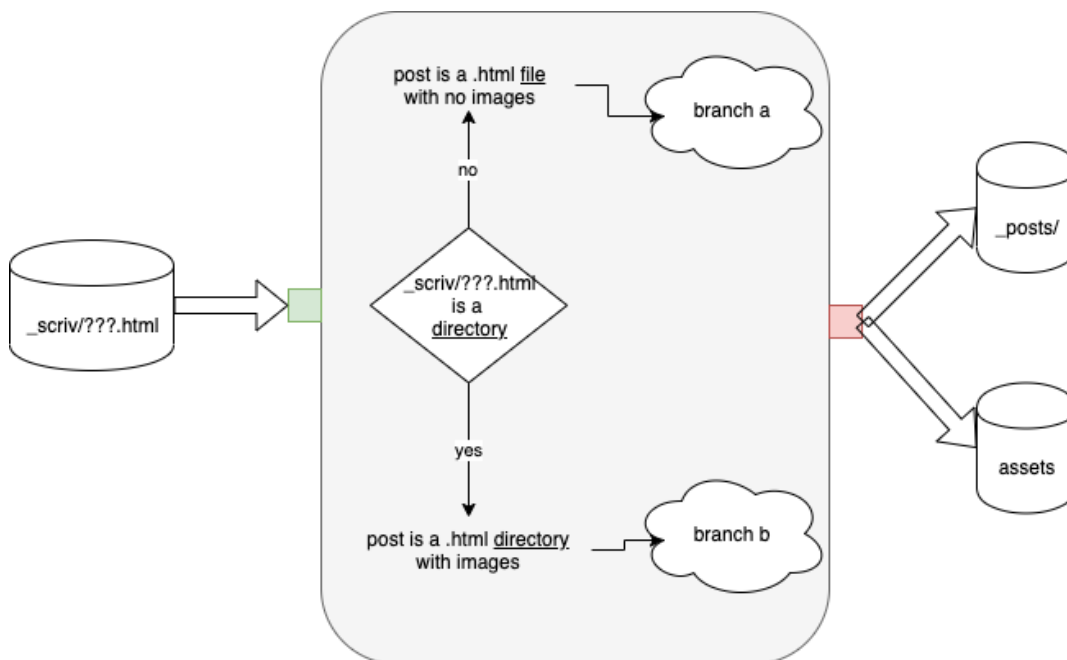 post is a .html file
with no images
branch a
no
_posts/
_scriv/???.html
_scriv/???.html
is a
directory
yes
assets
post is a .html directory
with images
branch b